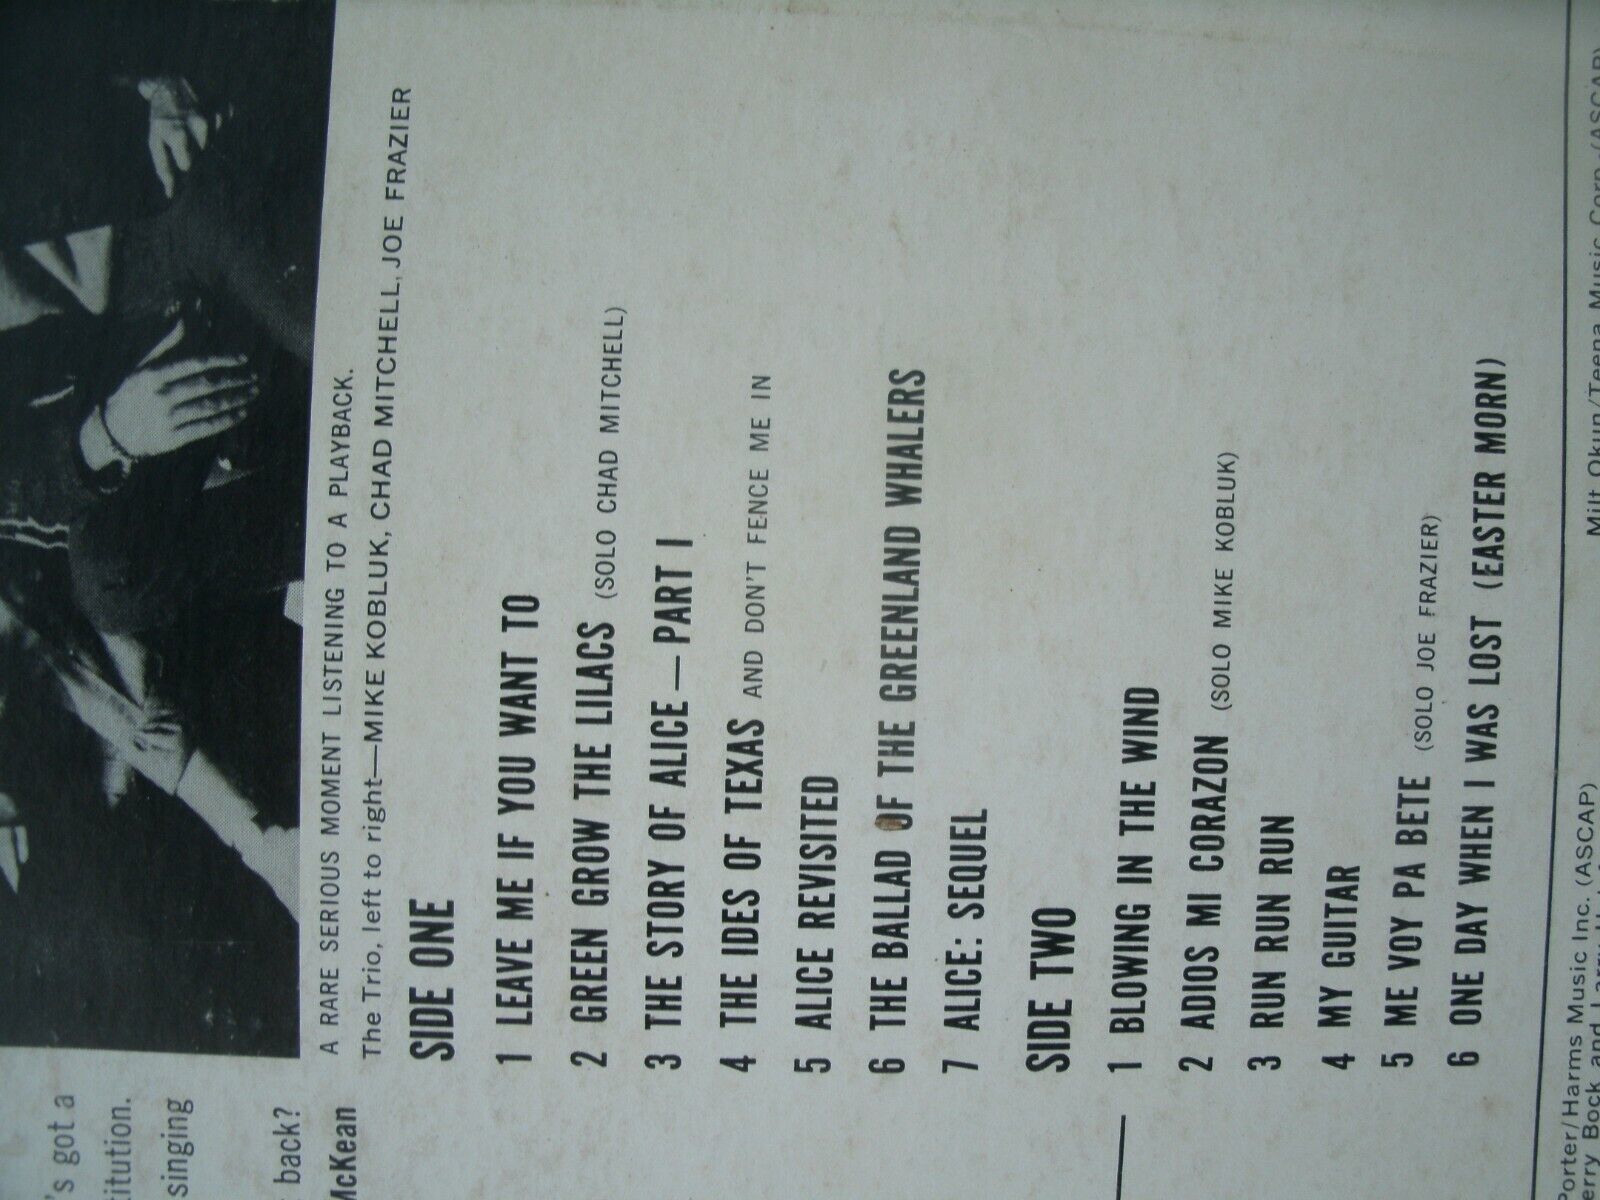 's got a
singing
back?
McKean
A RARE SERIOUS MOMENT LISTENING TO A PLAYBACK.
The Trio, left to right—MIKE KOBLUK, CHAD MITCHELL, JOE FRAZIER
SIDE ONE
1 LEAVE ME IF YOU WANT TO
2 GREEN GROW THE LILACS (SOLO CHAD MITCHELL)
3 THE STORY OF ALICE—PART I
4 THE IDES OF TEXAS AND DON'T FENCE ME IN
5 ALICE REVISITED
6 THE BALLAD OF THE GREENLAND WHALERS
7 ALICE: SEQUEL
SIDE TWO
1 BLOWING IN THE WIND
2 ADIOS MI CORAZON (SOLO MIKE KOBLUK)
3 RUN RUN RUN
4 MY GUITAR
5 ME VOY PA BETE (SOLO JOE FRAZIER)
6 ONE DAY WHEN I WAS LOST (EASTER MORN)
Porter/Harms Music Inc. (ASCAP)
Milt Okun/Teena Music Corp. (ASCAP)
Bock and